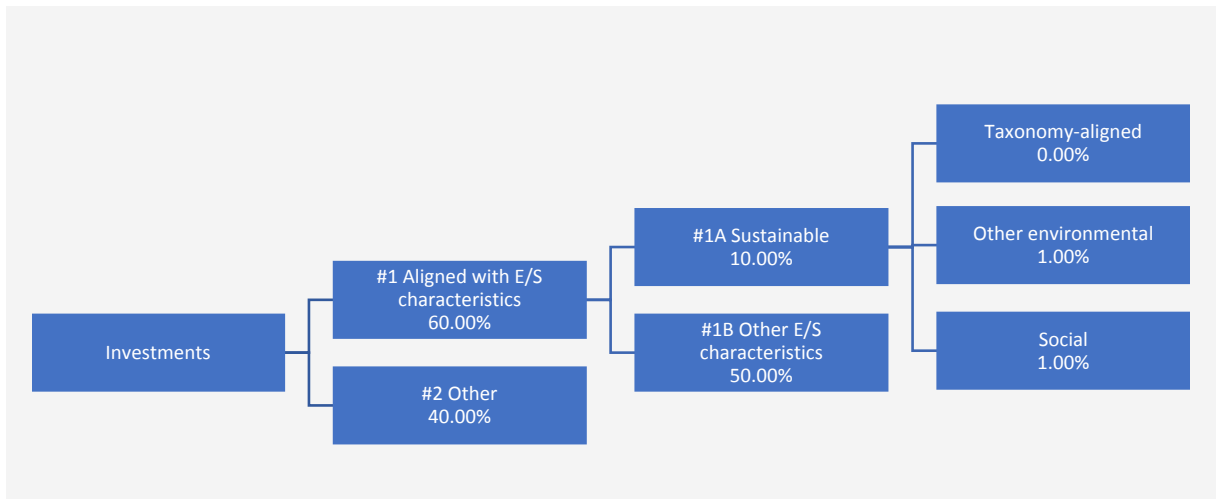 Investments
#1 Aligned with E/S
characteristics
60.00%
#2 Other
40.00%
#1A Sustainable
10.00%
#1B Other E/S
characteristics
50.00%
Taxonomy-aligned
0.00%
Other environmental
1.00%
Social
1.00%